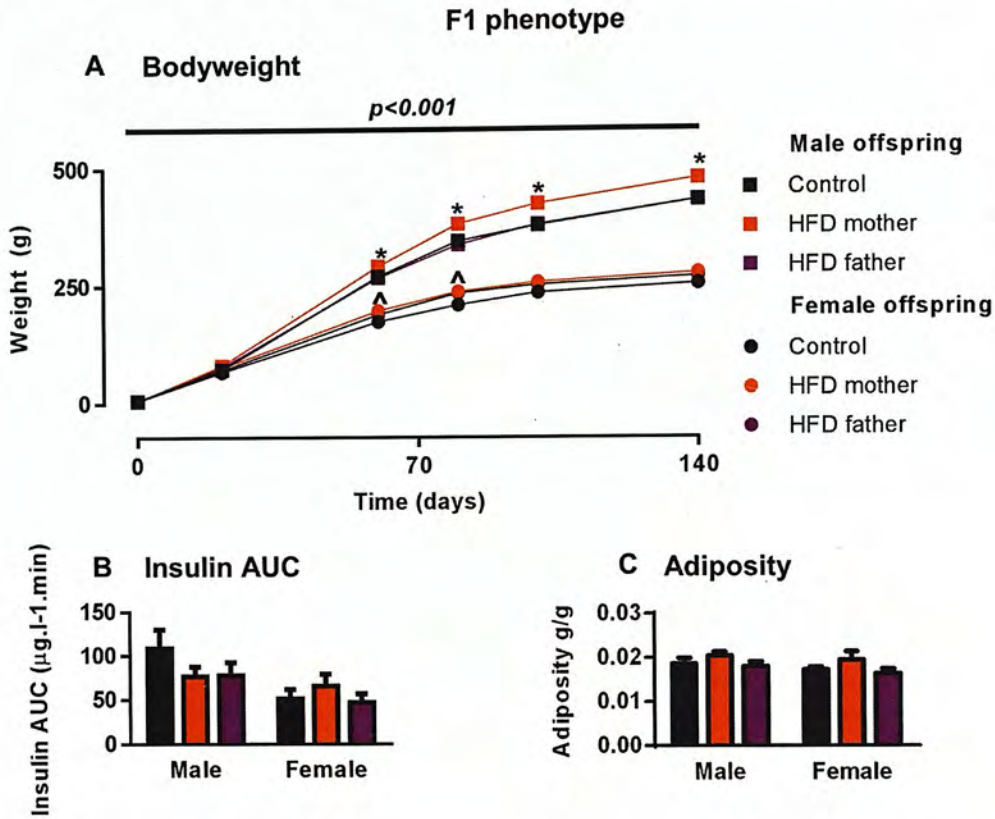 F1 phenotype
A Bodyweight
p<0.001
500
250
0
Weight (g)
* * * *
^ ^
0 70 140
Time (days)
Male offspring
Control
HFD mother
HFD father
Female offspring
Control
HFD mother
HFD father
B Insulin AUC
Insulin AUC (µg.l-1.min)
150
100
50
0
Male Female
C Adiposity
Adiposity g/g
0.03
0.02
0.01
0.00
Male Female